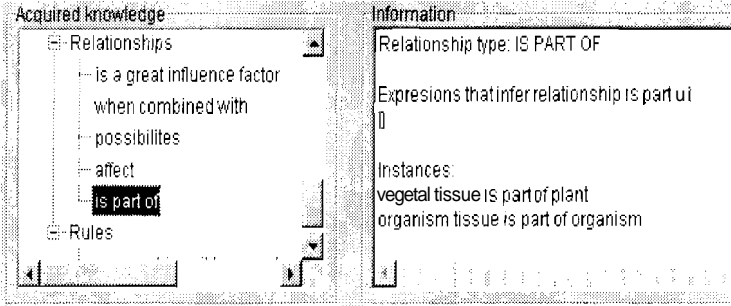 Acquired knowledge
Relationships
is a great influence factor
when combined with
possibilites
affect
is part of
Rules
Information
Relationship type: IS PART OF
Expresions that infer relationship is part
[]
Instances:
vegetal tissue is part of plant
organism tissue is part of organism